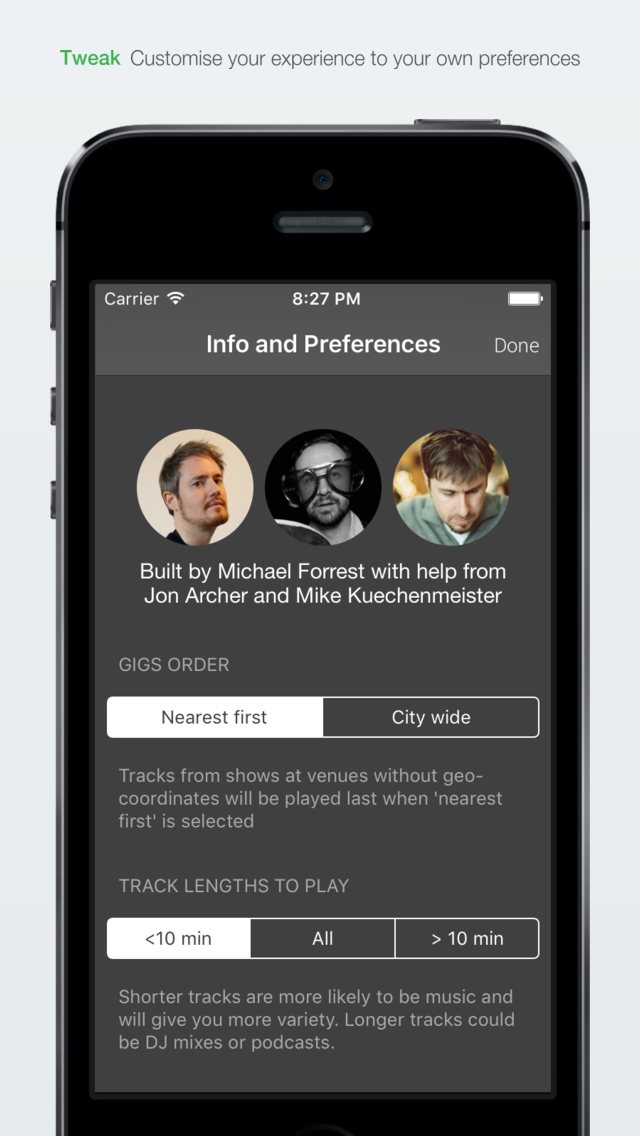 Tweak Customise your experience to your own preferences
Carrier 8:27 PM
Info and Preferences Done
Built by Michael Forrest with help from
Jon Archer and Mike Kuechenmeister
GIGS ORDER
Nearest first City wide
Tracks from shows at venues without geo-
coordinates will be played last when 'nearest
first' is selected
TRACK LENGTHS TO PLAY
<10 min All > 10 min
Shorter tracks are more likely to be music and
will give you more variety. Longer tracks could
be DJ mixes or podcasts.